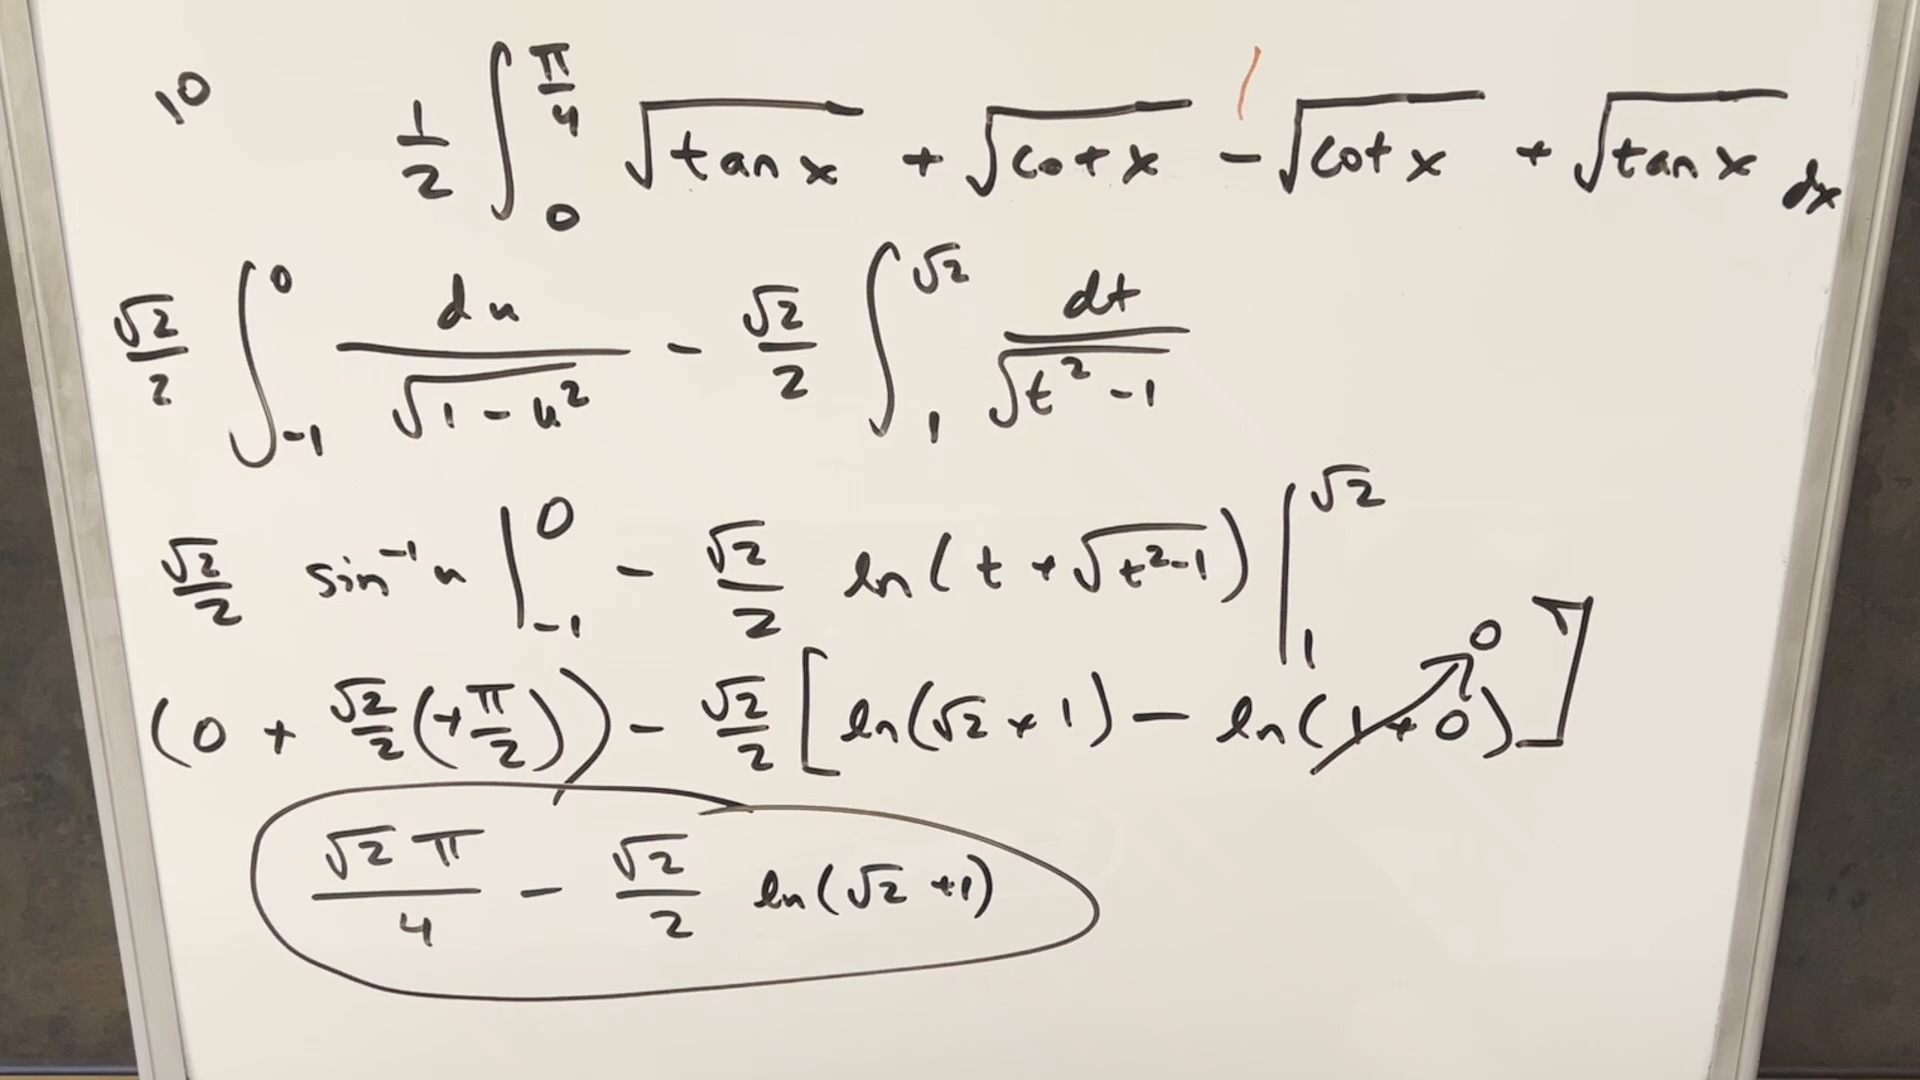 10
1/2 ∫_0^{π/4} √(tan x) + √(cot x) - √(cot x) + √(tan x) dx
√2/2 ∫_{-1}^{0} du/√(1-u²) - √2/2 ∫_1^{√2} dt/√(t²-1)
√2/2 sin⁻¹u |_{-1}^{0} - √2/2 ln(t + √(t²-1)) |_1^{√2}
(0 + √2/2 (+π/2)) - √2/2 [ln(√2 + 1) - ln(1 + 0)] 0
√2 π/4 - √2/2 ln(√2 + 1)